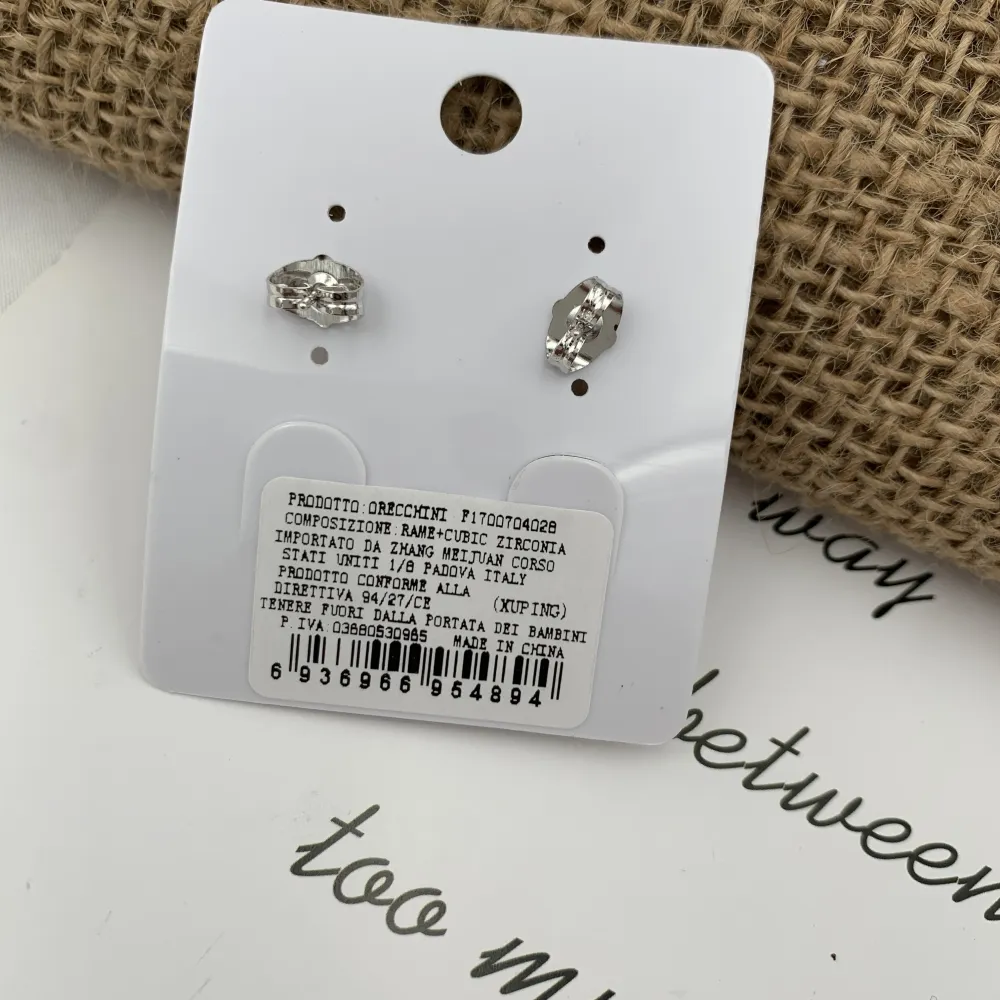 PRODOTTO:ORECCHINI F1700704028
COMPOSIZIONE:RAME+CUBIC ZIRCONIA
IMPORTATO DA ZHANG MEIJUAN CORSO
STATI UNITI 1/8 PADOVA ITALY
PRODOTTO CONFORME ALLA
DIRETTIVA 94/27/CE (XUPING)
TENERE FUORI DALLA PORTATA DEI BAMBINI
P.IVA:03680530965 MADE IN CHINA
6 936966 954894
way
between
too m